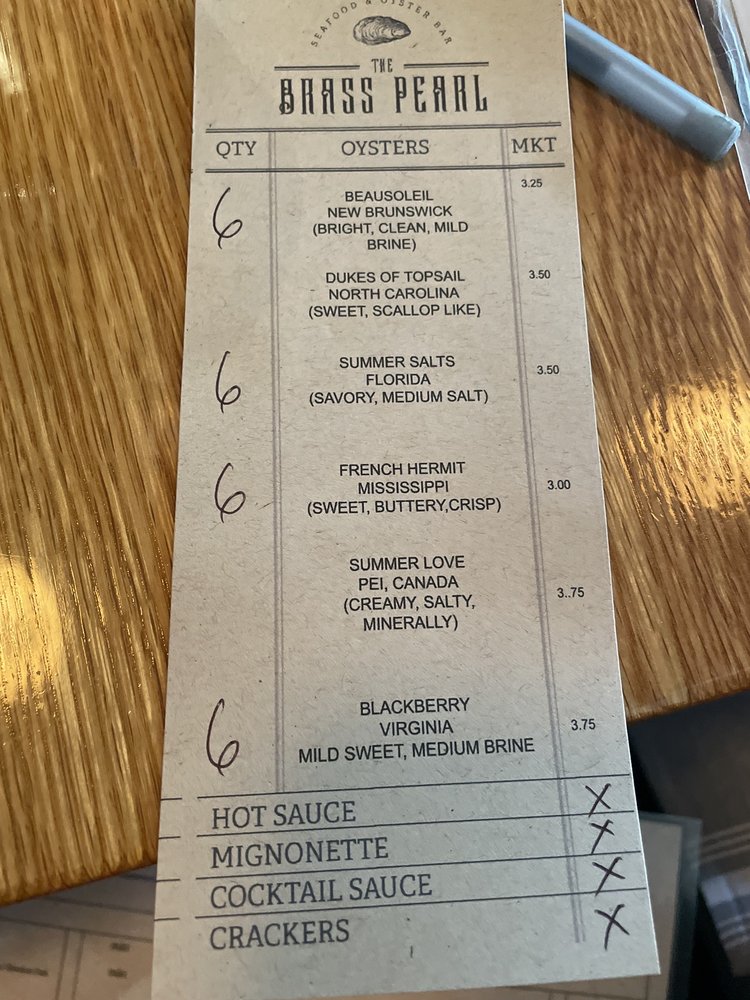 SEAFOOD & OYSTER BAR
THE
BRASS PEARL
QTY OYSTERS MKT
6 BEAUSOLEIL 3.25
NEW BRUNSWICK
(BRIGHT, CLEAN, MILD
BRINE)
DUKES OF TOPSAIL 3.50
NORTH CAROLINA
(SWEET, SCALLOP LIKE)
6 SUMMER SALTS 3.50
FLORIDA
(SAVORY, MEDIUM SALT)
6 FRENCH HERMIT 3.00
MISSISSIPPI
(SWEET, BUTTERY,CRISP)
SUMMER LOVE
PEI, CANADA 3..75
(CREAMY, SALTY,
MINERALLY)
6 BLACKBERRY
VIRGINIA 3.75
MILD SWEET, MEDIUM BRINE
HOT SAUCE X
MIGNONETTE X
COCKTAIL SAUCE X
CRACKERS X